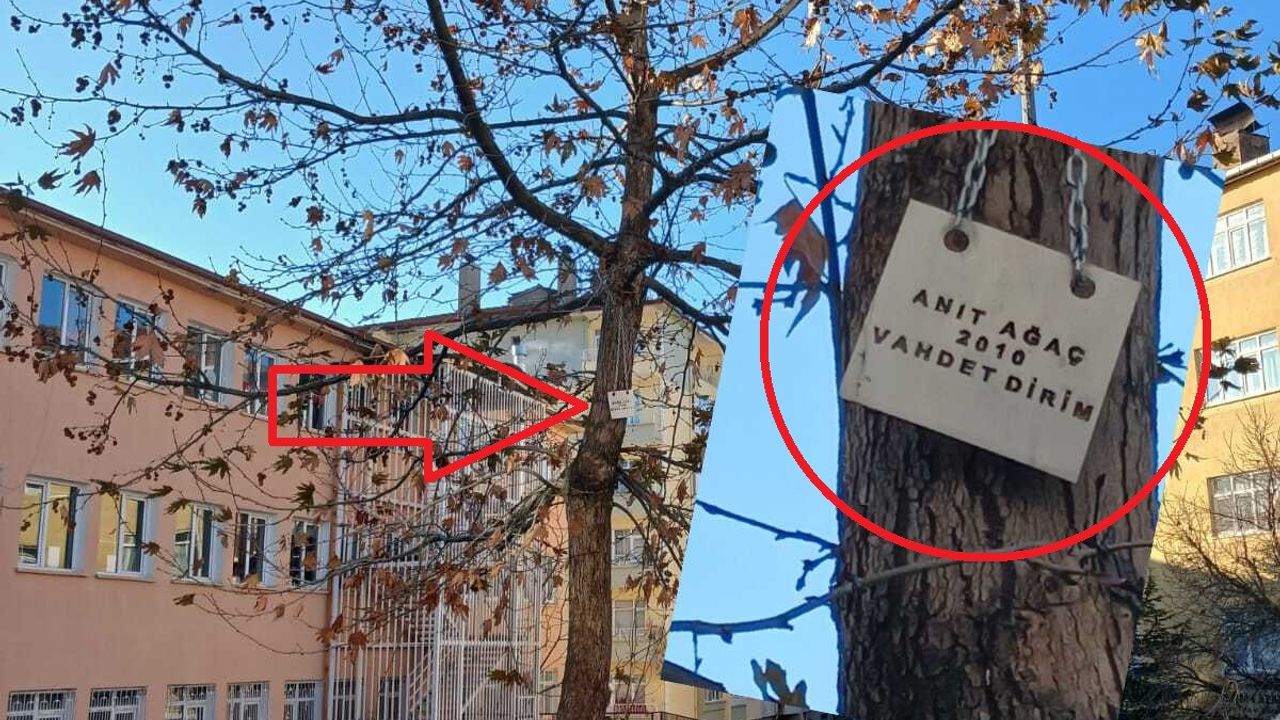 ANIT AĞAÇ
2010
VAHDET DİRİM